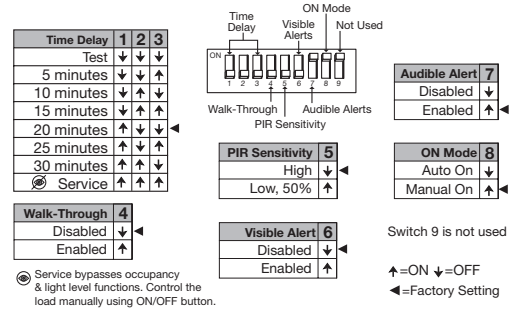 Time Delay 1 2 3
Test ↓ ↓ ↓
5 minutes ↓ ↓ ↑
10 minutes ↓ ↑ ↓
15 minutes ↓ ↑ ↑
20 minutes ↑ ↓ ↓ ◄
25 minutes ↑ ↓ ↑
30 minutes ↑ ↑ ↓
Service ↑ ↑ ↑
Walk-Through 4
Disabled ↓ ◄
Enabled ↑
Service bypasses occupancy
& light level functions. Control the
load manually using ON/OFF button.
ON Mode
Time
Delay
Visible
Alerts
Not Used
ON
1 2 3 4 5 6 7 8 9
Walk-Through
Audible Alerts
PIR Sensitivity
PIR Sensitivity 5
High ↓ ◄
Low, 50% ↑
Visible Alert 6
Disabled ↓ ◄
Enabled ↑
Audible Alert 7
Disabled ↓
Enabled ↑ ◄
ON Mode 8
Auto On ↓
Manual On ↑ ◄
Switch 9 is not used
↑=ON ↓=OFF
◄=Factory Setting